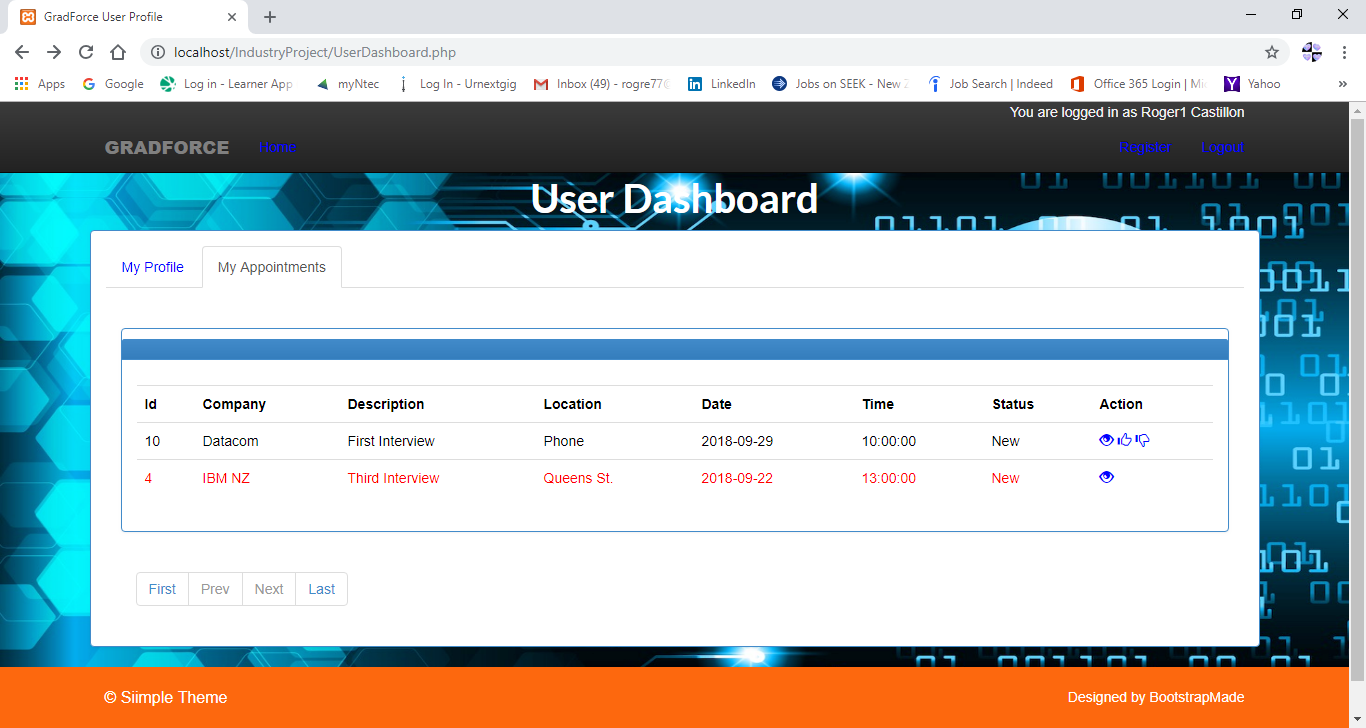 GradForce User Profile
localhost/IndustryProject/UserDashboard.php
Apps Google Log in - Learner App myNtec Log In - Urnextgig Inbox (49) - rogre77@ LinkedIn Jobs on SEEK - New Z Job Search | Indeed Office 365 Login | Mi Yahoo »
You are logged in as Roger1 Castillon
GRADFORCE Home Register Logout
User Dashboard
My Profile My Appointments
Id Company Description Location Date Time Status Action
10 Datacom First Interview Phone 2018-09-29 10:00:00 New
4 IBM NZ Third Interview Queens St. 2018-09-22 13:00:00 New
First Prev Next Last
© Siimple Theme Designed by BootstrapMade